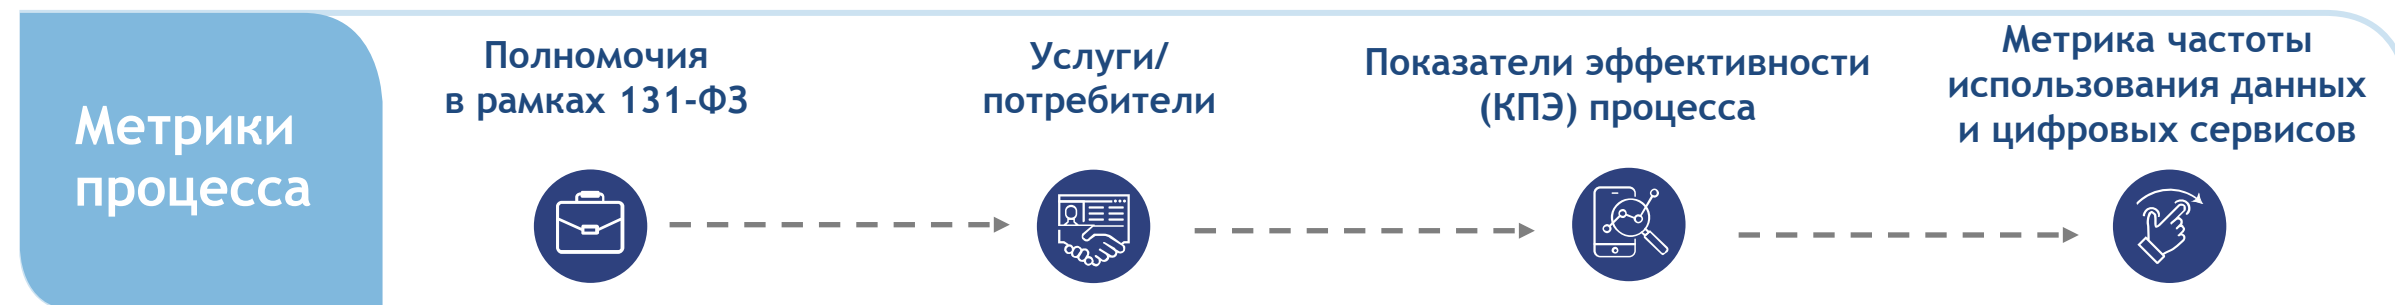 Метрики
процесса
Полномочия
в рамках 131-ФЗ
Услуги/
потребители
Показатели эффективности
(КПЭ) процесса
Метрика частоты
использования данных
и цифровых сервисов